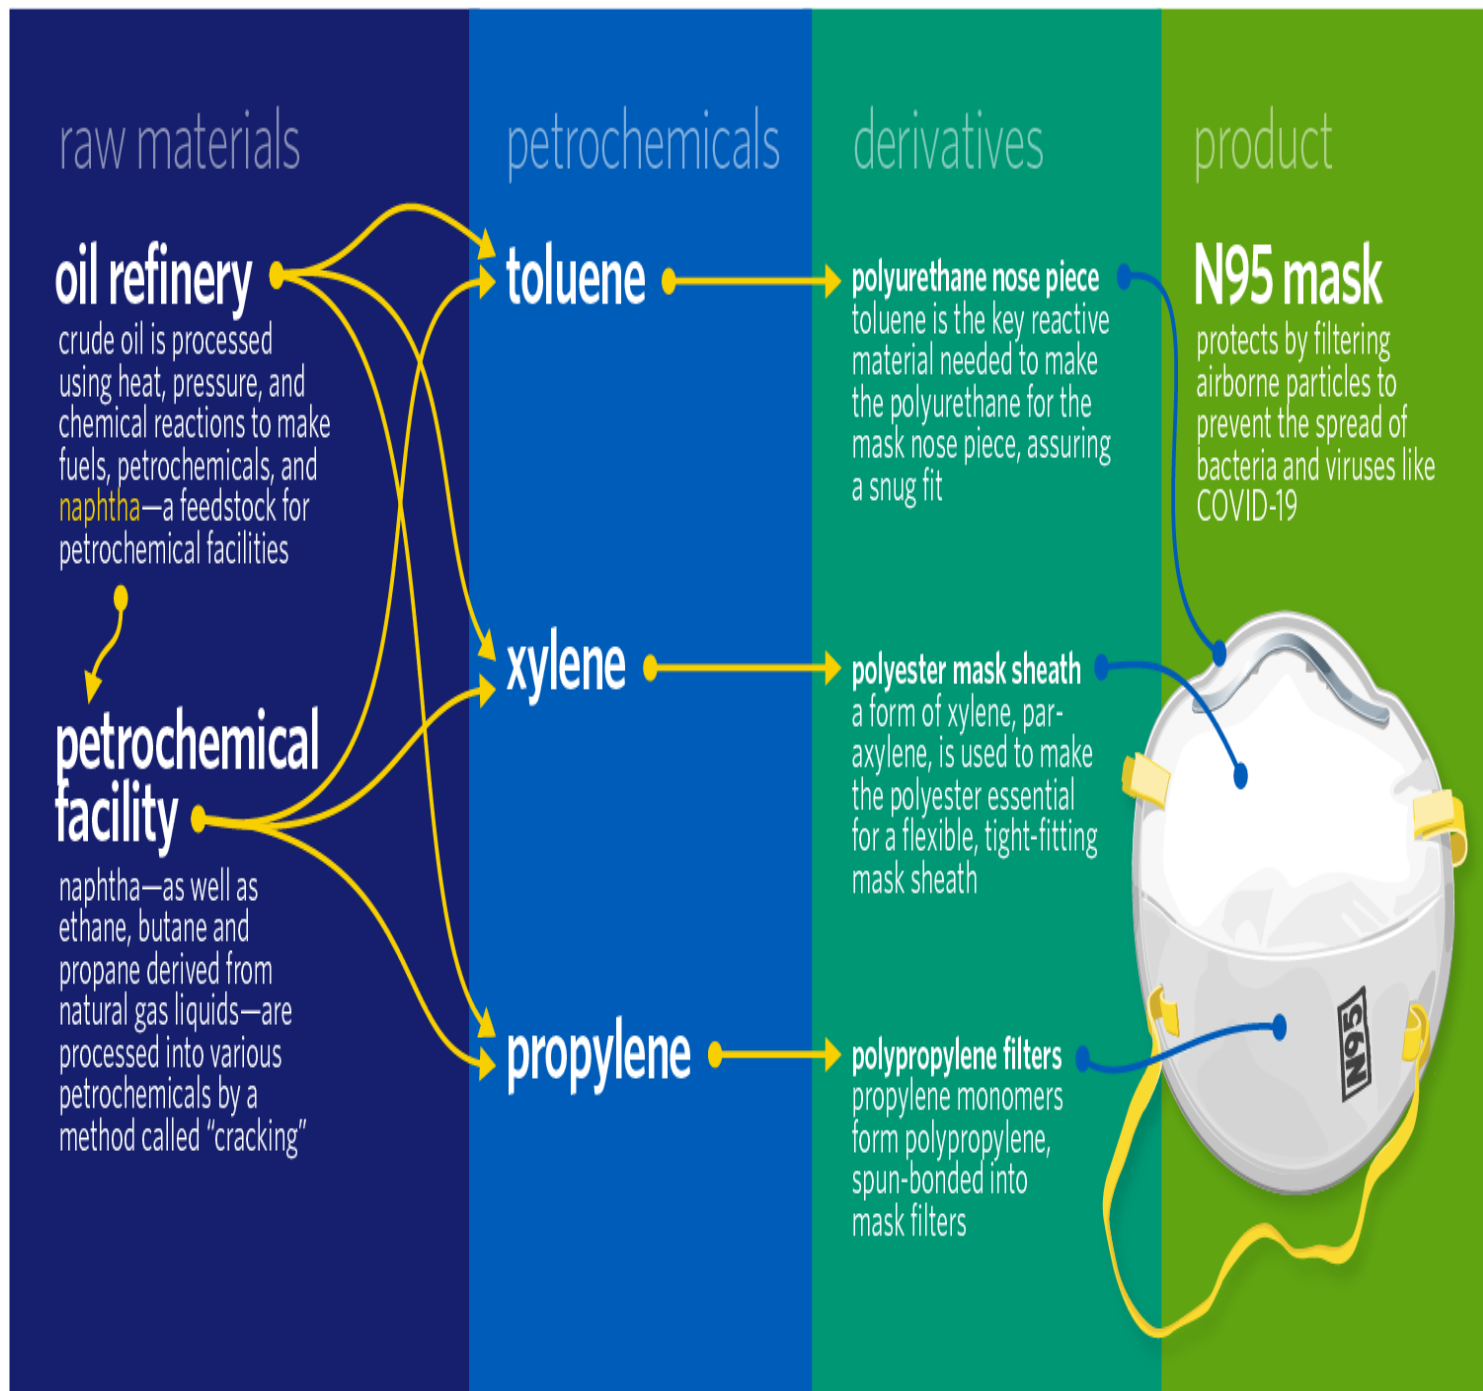 raw materials
oil refinery
crude oil is processed
using heat, pressure, and
chemical reactions to make
fuels, petrochemicals, and
naphtha—a feedstock for
petrochemical facilities
petrochemical
facility
naphtha—as well as
ethane, butane and
propane derived from
natural gas liquids—are
processed into various
petrochemicals by a
method called “cracking”
petrochemicals
toluene
xylene
propylene
derivatives
polyurethane nose piece
toluene is the key reactive
material needed to make
the polyurethane for the
mask nose piece, assuring
a snug fit
polyester mask sheath
a form of xylene, par-
axylene, is used to make
the polyester essential
for a flexible, tight-fitting
mask sheath
polypropylene filters
propylene monomers
form polypropylene,
spun-bonded into
mask filters
product
N95 mask
protects by filtering
airborne particles to
prevent the spread of
bacteria and viruses like
COVID-19
N95